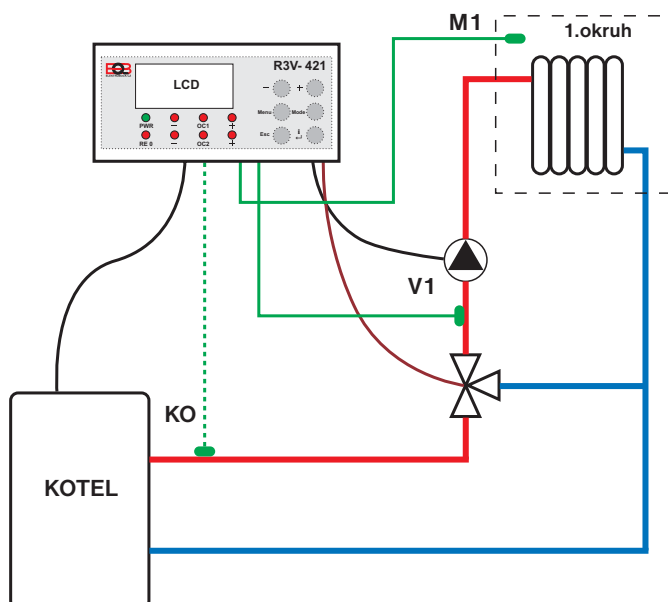 M1
1.okruh
R3V- 421
LCD
- +
Menu Mode
Esc
PWR - OC1 +
RE 0 - OC2 +
V1
KO
KOTEL